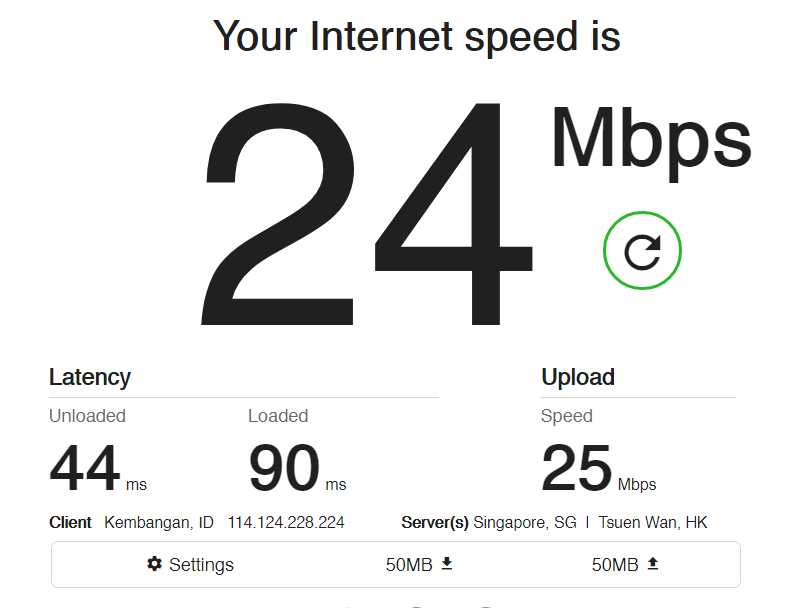 Your Internet speed is
24 Mbps
Latency
Upload
Unloaded
Loaded
Speed
44 ms
90 ms
25 Mbps
Client Kembangan, ID 114.124.228.224
Server(s) Singapore, SG | Tsuen Wan, HK
Settings
50MB
50MB